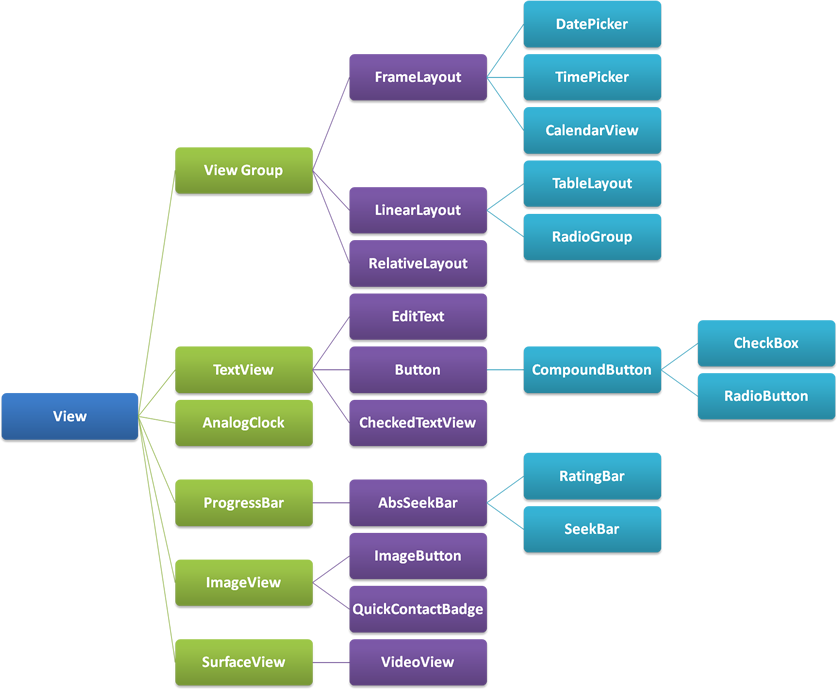 DatePicker
FrameLayout
TimePicker
CalendarView
View Group
TableLayout
LinearLayout
RadioGroup
RelativeLayout
EditText
CheckBox
TextView
Button
CompoundButton
RadioButton
View
AnalogClock
CheckedTextView
RatingBar
ProgressBar
AbsSeekBar
SeekBar
ImageButton
ImageView
QuickContactBadge
SurfaceView
VideoView